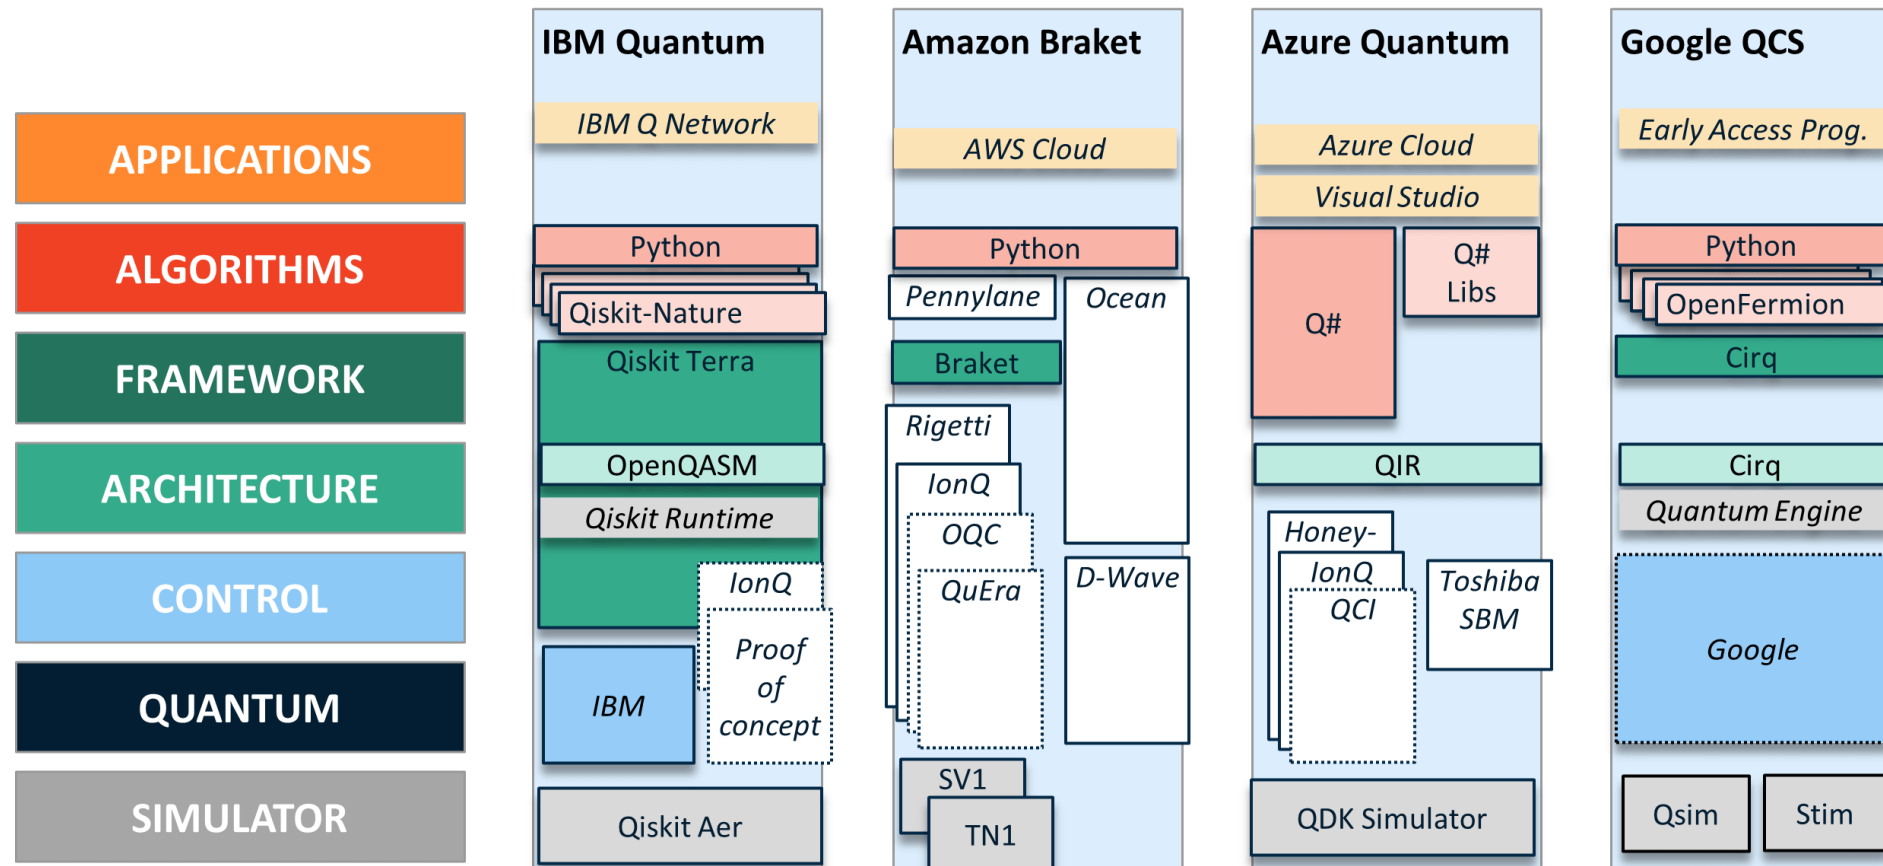 IBM Quantum
Amazon Braket
Azure Quantum
Google QCS
APPLICATIONS
ALGORITHMS
FRAMEWORK
ARCHITECTURE
CONTROL
QUANTUM
SIMULATOR
IBM Q Network
Python
Qiskit-Nature
Qiskit Terra
OpenQASM
Qiskit Runtime
IonQ
Proof
of
concept
IBM
Qiskit Aer
AWS Cloud
Python
Pennylane
Ocean
Braket
Rigetti
IonQ
OQC
QuEra
D-Wave
SV1
TN1
Azure Cloud
Visual Studio
Q#
Q#
Libs
QIR
Honey-
IonQ
QCI
Toshiba
SBM
QDK Simulator
Early Access Prog.
Python
OpenFermion
Cirq
Cirq
Quantum Engine
Google
Qsim
Stim